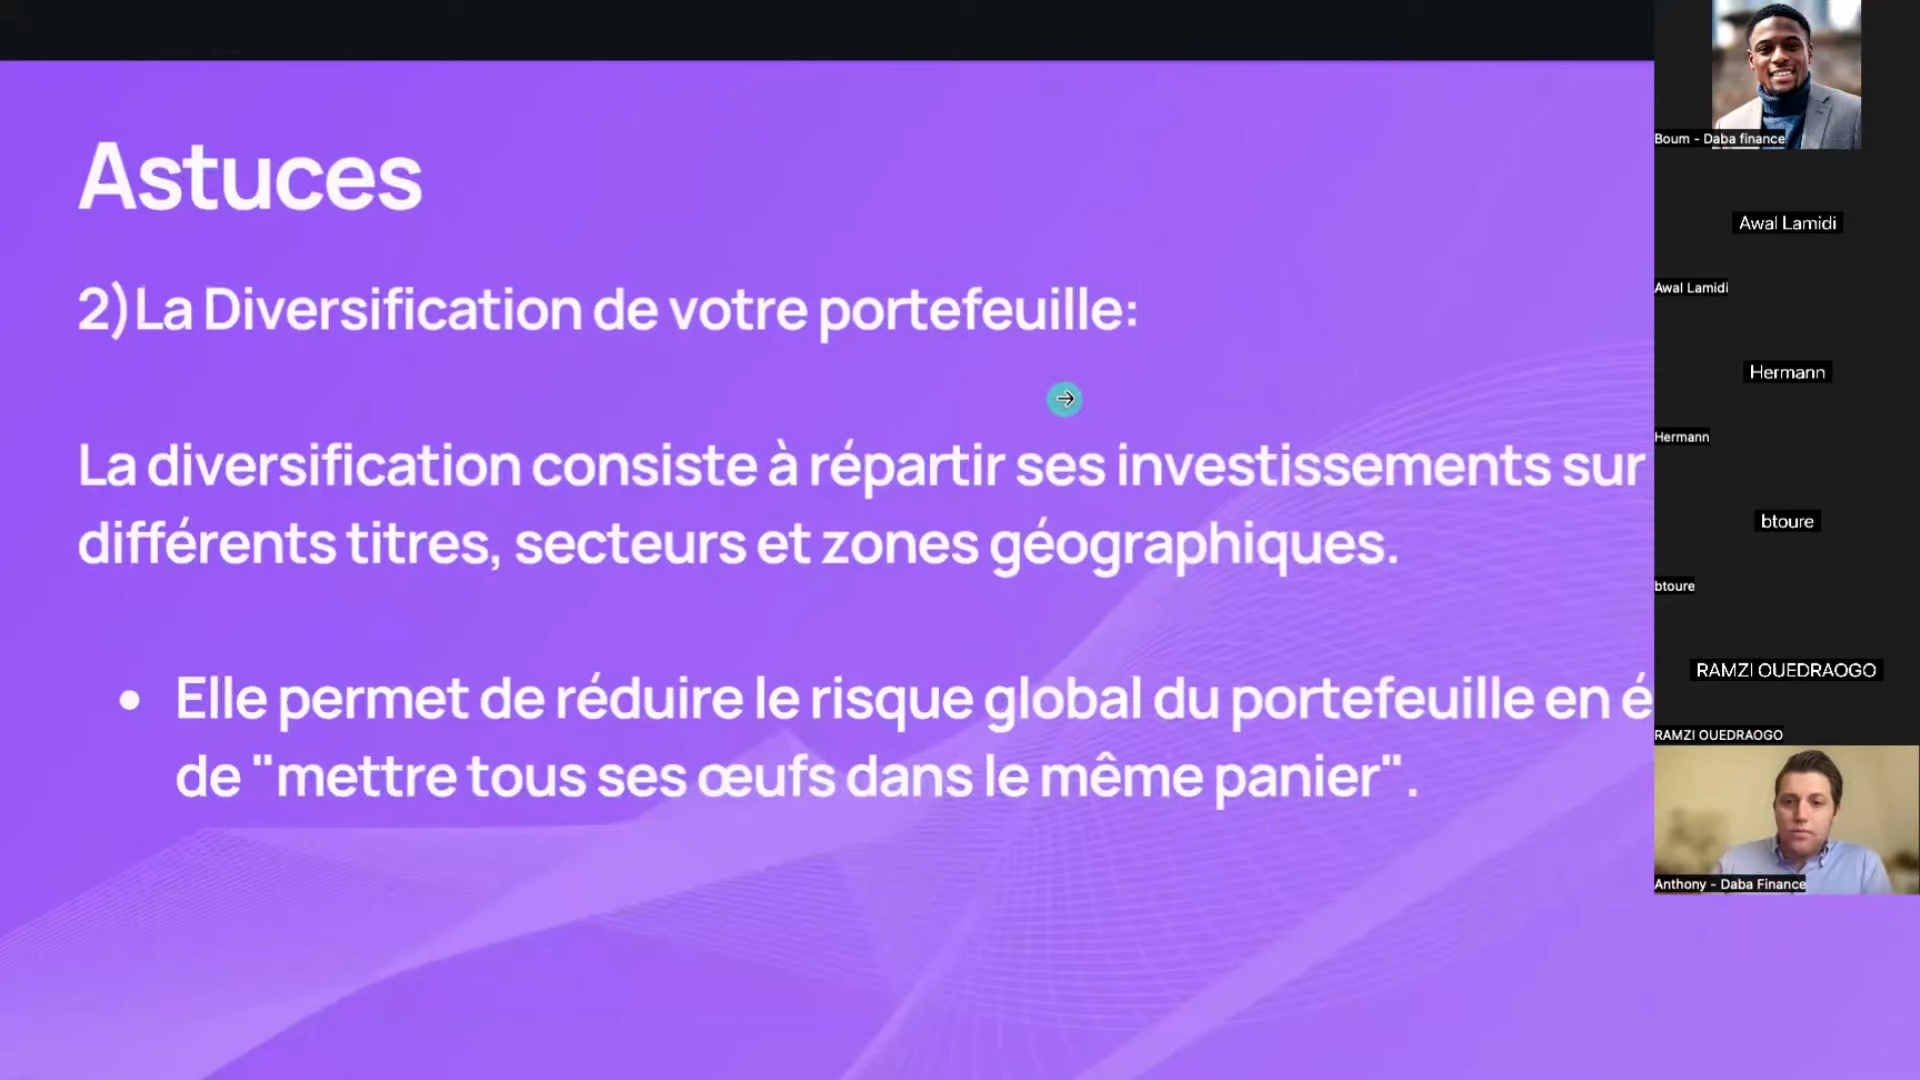 Astuces
2)La Diversification de votre portefeuille:
La diversification consiste à répartir ses investissements sur
différents titres, secteurs et zones géographiques.
• Elle permet de réduire le risque global du portefeuille en é
de "mettre tous ses œufs dans le même panier".
Boum - Daba finance
Awal Lamidi
Awal Lamidi
Hermann
Hermann
btoure
btoure
RAMZI OUEDRAOGO
RAMZI OUEDRAOGO
Anthony - Daba Finance